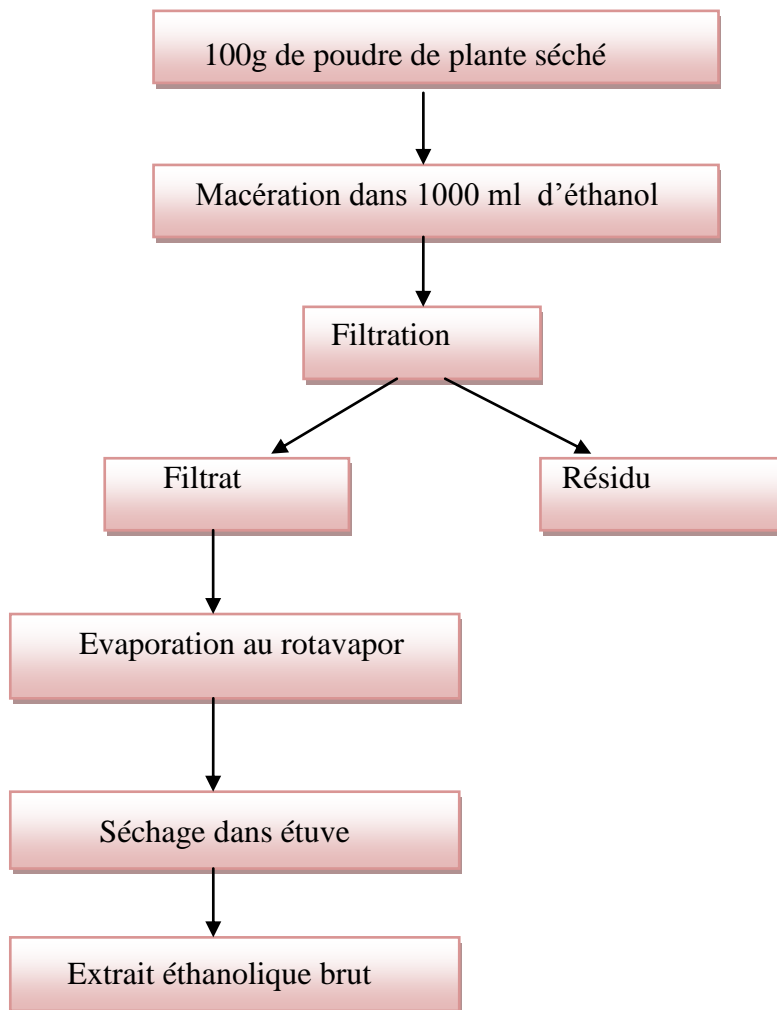 100g de poudre de plante séché
Macération dans 1000 ml d’éthanol
Filtration
Filtrat
Résidu
Evaporation au rotavapor
Séchage dans étuve
Extrait éthanolique brut